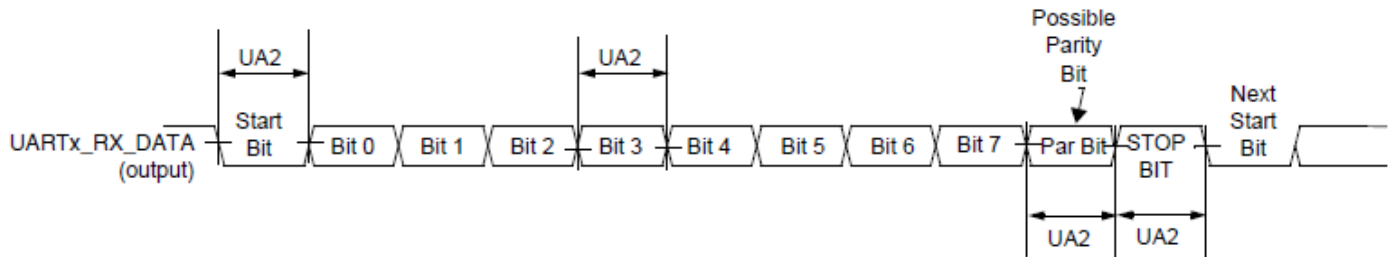 Possible
Parity
Bit
UA2
UA2
Next
Start
Bit
UARTx_RX_DATA
(output)
Start
Bit
Bit 0
Bit 1
Bit 2
Bit 3
Bit 4
Bit 5
Bit 6
Bit 7
Par Bit
STOP
BIT
UA2
UA2